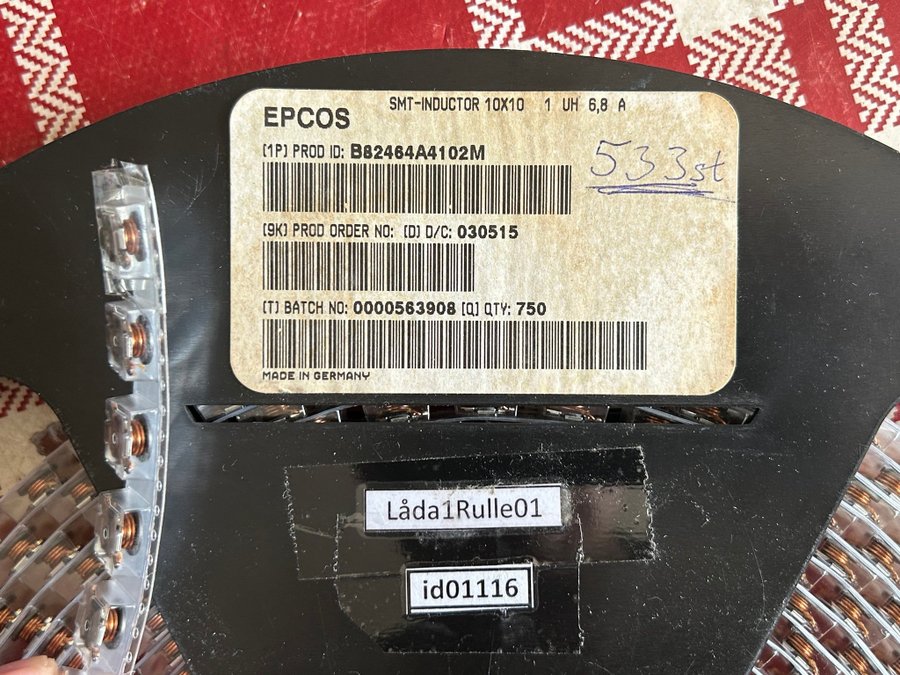 SMT-INDUCTOR 10X10 1 UH 6,8 A
EPCOS
[1P] PROD ID: B82464A4102M
533st
[9K] PROD ORDER NO: [D] D/C: 030515
[T] BATCH NO: 0000563908 [Q] QTY: 750
MADE IN GERMANY
Låda1Rulle01
id01116